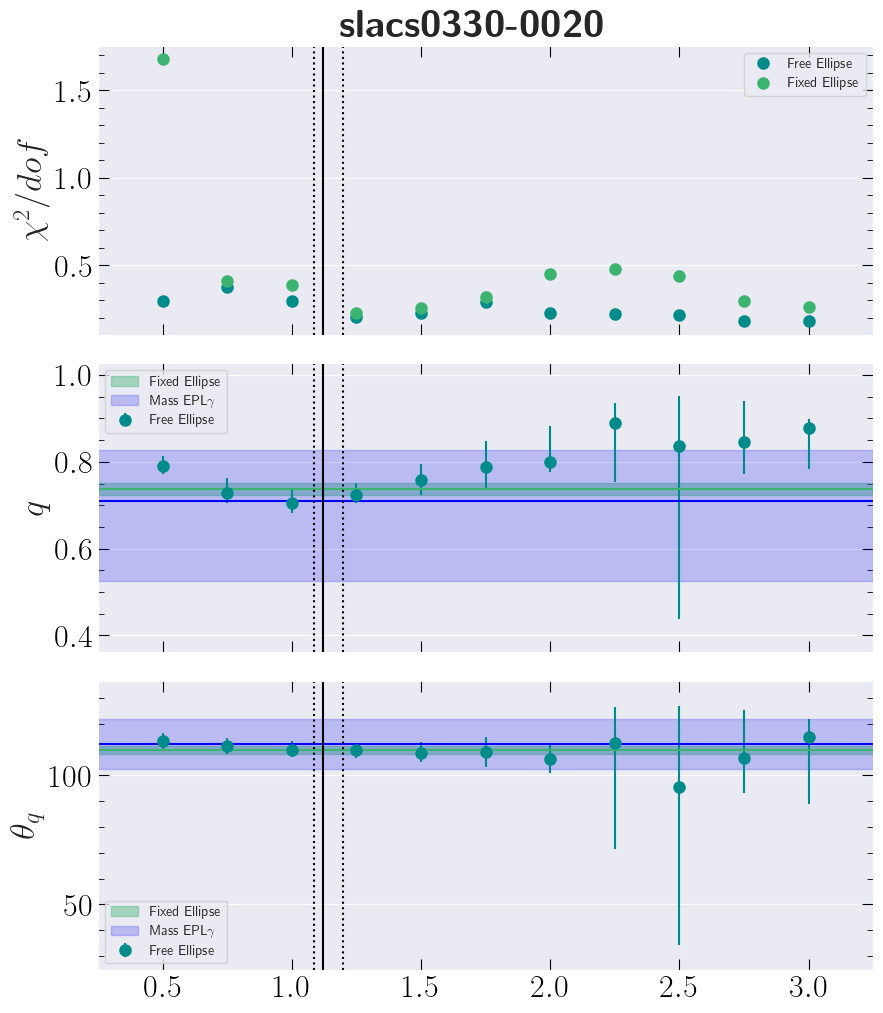 slacs0330-0020
χ²/dof
1.5
1.0
0.5
Free Ellipse
Fixed Ellipse
q
1.0
0.8
0.6
0.4
Fixed Ellipse
Mass EPLγ
Free Ellipse
θ_q
100
50
Fixed Ellipse
Mass EPLγ
Free Ellipse
0.5 1.0 1.5 2.0 2.5 3.0